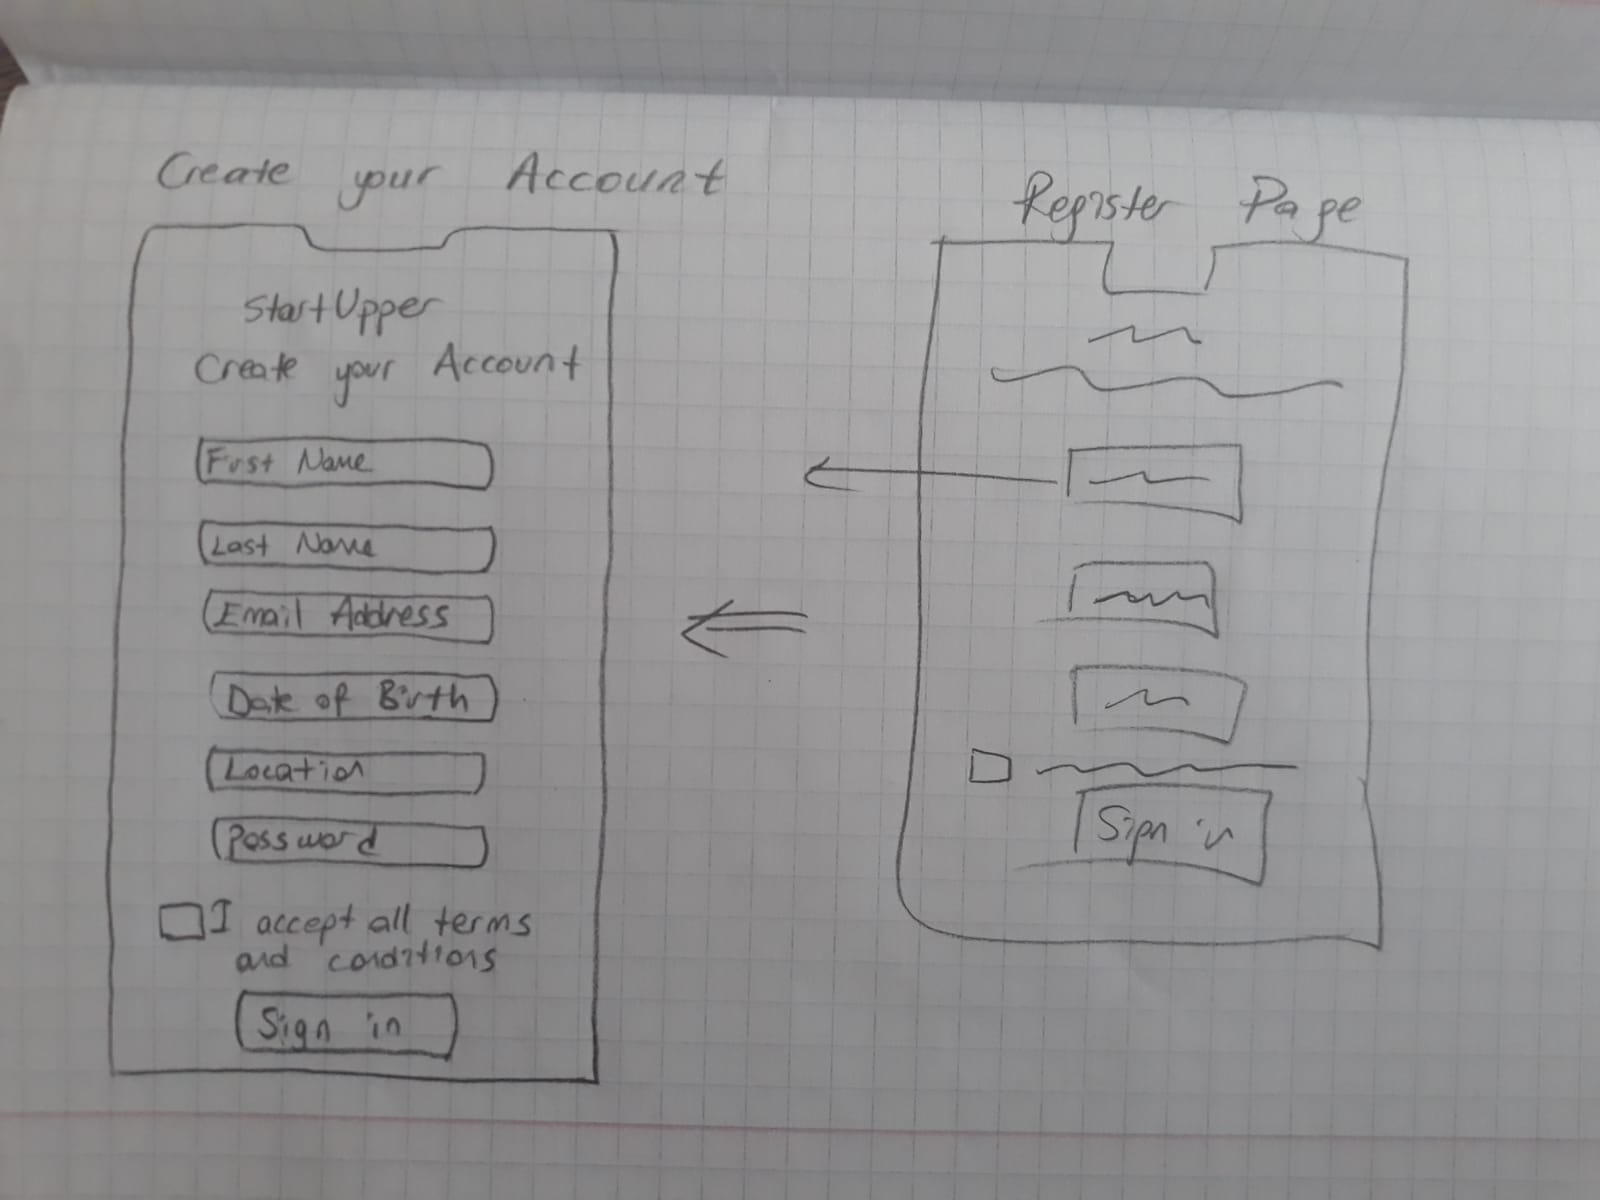 Create your Account
StartUpper
Create your Account
First Name
Last Name
Email Address
Date of Birth
Location
Password
I accept all terms
and conditions
Sign in
Register Page
Sign in